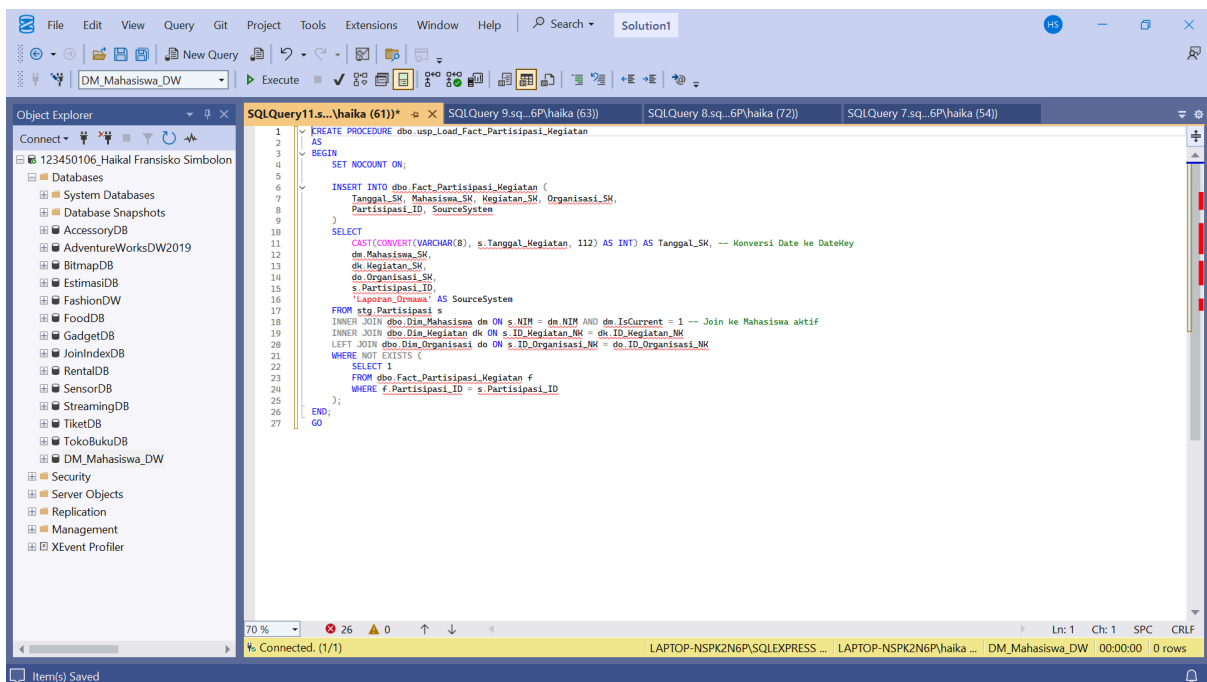 File Edit View Query Git Project Tools Extensions Window Help Search Solution1 HS
New Query
DM_Mahasiswa_DW Execute
Object Explorer
Connect
123450106_Haikal Fransisko Simbolon
Databases
System Databases
Database Snapshots
AccessoryDB
AdventureWorksDW2019
BitmapDB
EstimasiDB
FashionDW
FoodDB
GadgetDB
JoinIndexDB
RentalDB
SensorDB
StreamingDB
TiketDB
TokoBukuDB
DM_Mahasiswa_DW
Security
Server Objects
Replication
Management
XEvent Profiler
SQLQuery11.s...\haika (61))* SQLQuery 9.sq...6P\haika (63)) SQLQuery 8.sq...6P\haika (72)) SQLQuery 7.sq...6P\haika (54))
1 CREATE PROCEDURE dbo.usp_Load_Fact_Partisipasi_Kegiatan
2 AS
3 BEGIN
4 SET NOCOUNT ON;
5
6 INSERT INTO dbo.Fact_Partisipasi_Kegiatan (
7 Tanggal_SK, Mahasiswa_SK, Kegiatan_SK, Organisasi_SK,
8 Partisipasi_ID, SourceSystem
9 )
10 SELECT
11 CAST(CONVERT(VARCHAR(8), s.Tanggal_Kegiatan, 112) AS INT) AS Tanggal_SK, -- Konversi Date ke DateKey
12 dm.Mahasiswa_SK,
13 dk.Kegiatan_SK,
14 do.Organisasi_SK,
15 s.Partisipasi_ID,
16 'Laporan_Ormawa' AS SourceSystem
17 FROM stg.Partisipasi s
18 INNER JOIN dbo.Dim_Mahasiswa dm ON s.NIM = dm.NIM AND dm.IsCurrent = 1 -- Join ke Mahasiswa aktif
19 INNER JOIN dbo.Dim_Kegiatan dk ON s.ID_Kegiatan_NK = dk.ID_Kegiatan_NK
20 LEFT JOIN dbo.Dim_Organisasi do ON s.ID_Organisasi_NK = do.ID_Organisasi_NK
21 WHERE NOT EXISTS (
22 SELECT 1
23 FROM dbo.Fact_Partisipasi_Kegiatan f
24 WHERE f.Partisipasi_ID = s.Partisipasi_ID
25 );
26 END;
27 GO
70 % 26 0 Ln: 1 Ch: 1 SPC CRLF
Connected. (1/1) LAPTOP-NSPK2N6P\SQLEXPRESS ... LAPTOP-NSPK2N6P\haika ... DM_Mahasiswa_DW 00:00:00 0 rows
Item(s) Saved